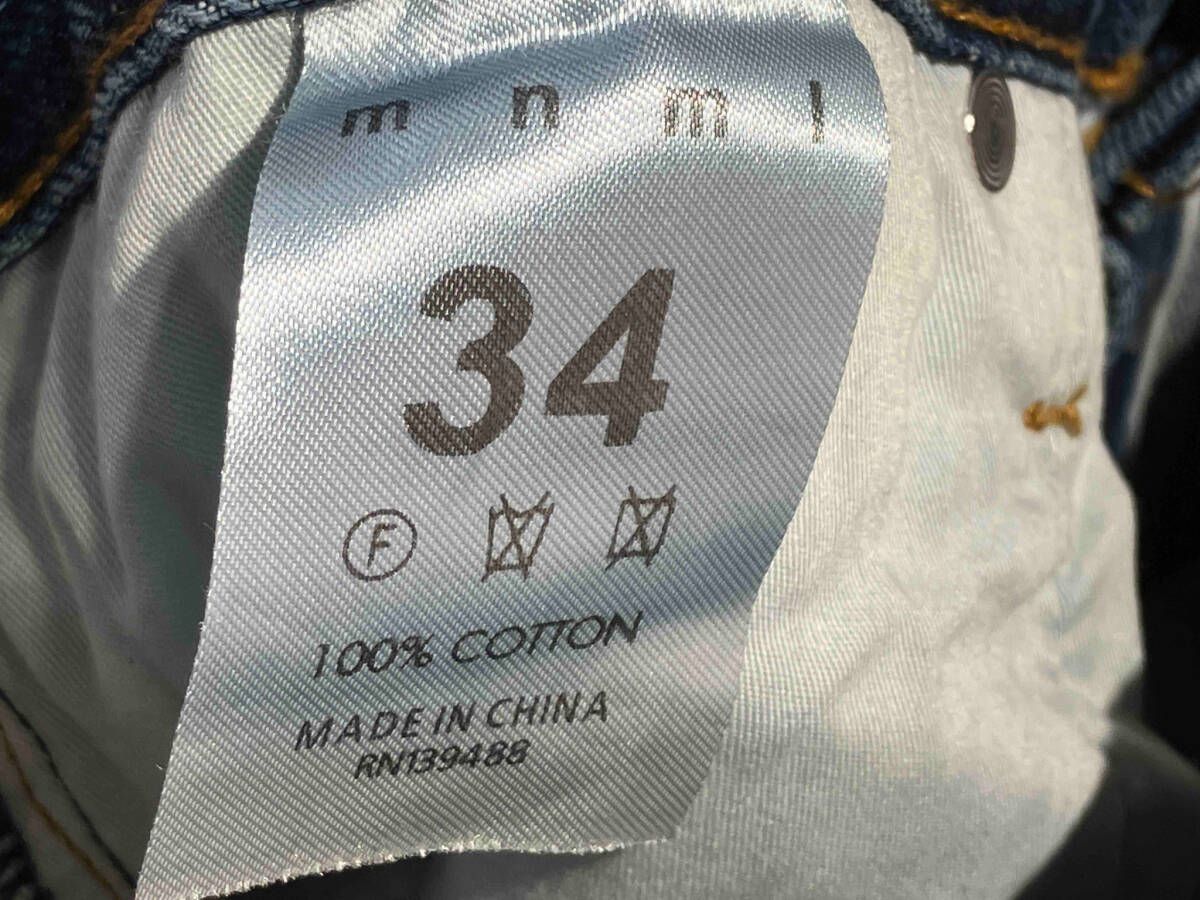 m n m l
34
F
100% COTTON
MADE IN CHINA
RN139488